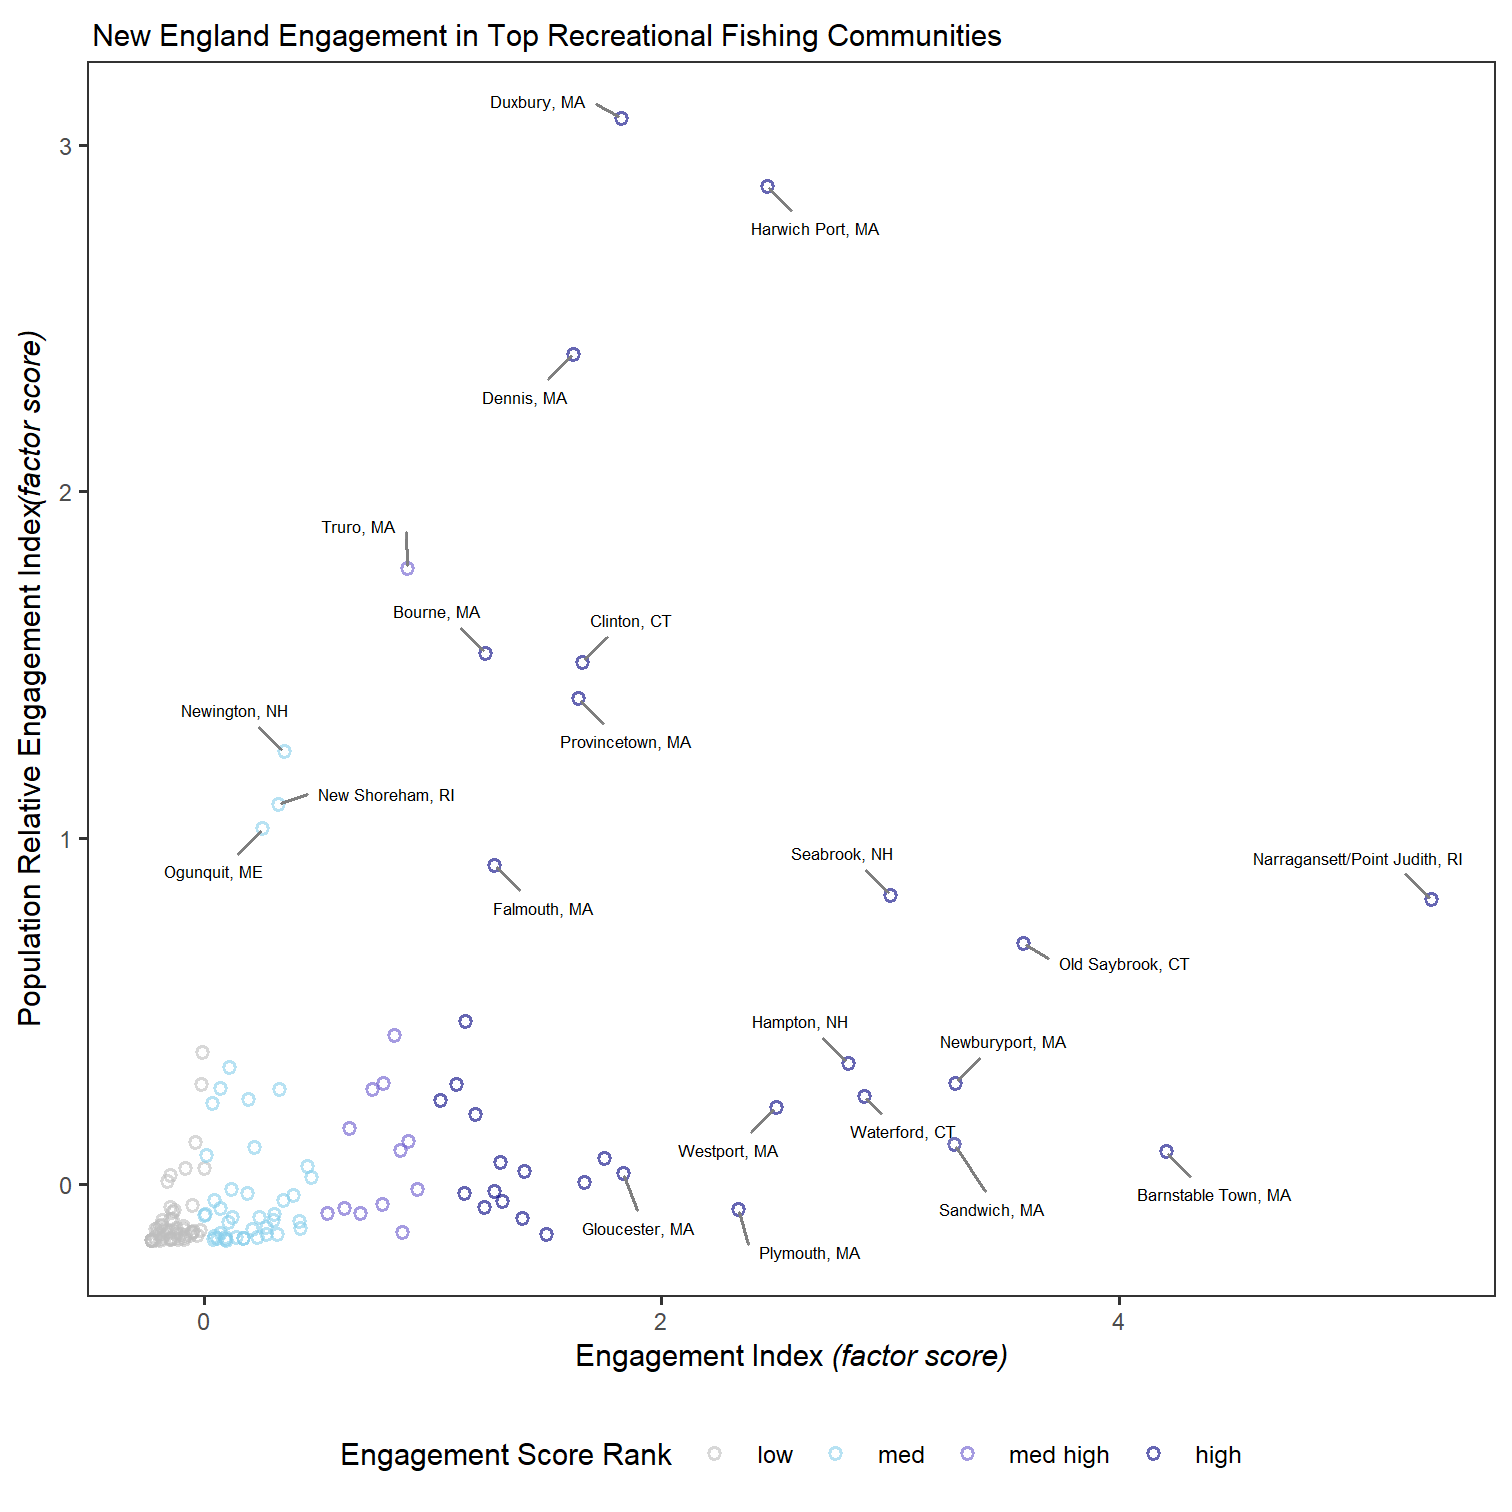 New England Engagement in Top Recreational Fishing Communities
Duxbury, MA
3
Harwich Port, MA
Dennis, MA
2
Truro, MA
Bourne, MA
Clinton, CT
Newington, NH
Provincetown, MA
New Shoreham, RI
1
Ogunquit, ME
Seabrook, NH
Narragansett/Point Judith, RI
Falmouth, MA
Old Saybrook, CT
Hampton, NH
Newburyport, MA
Waterford, CT
Westport, MA
0
Barnstable Town, MA
Sandwich, MA
Gloucester, MA
Plymouth, MA
Population Relative Engagement Index(factor score)
0 2 4
Engagement Index (factor score)
Engagement Score Rank low med med high high